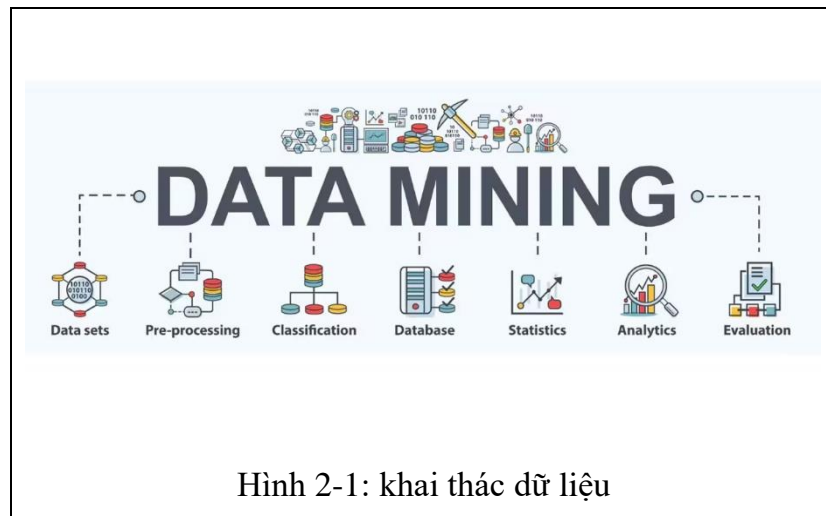 DATA MINING
Data sets
Pre-processing
Classification
Database
Statistics
Analytics
Evaluation
Hình 2-1: khai thác dữ liệu